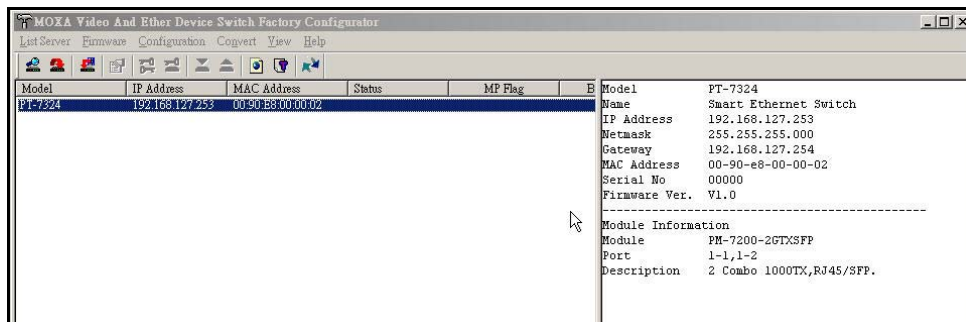 MOXA Video And Ether Device Switch Factory Configurator
List Server Firmware Configuration Convert View Help
Model IP Address MAC Address Status MP Flag B
PT-7324 192.168.127.253 00:90:E8:00:00:02
Model PT-7324
Name Smart Ethernet Switch
IP Address 192.168.127.253
Netmask 255.255.255.000
Gateway 192.168.127.254
MAC Address 00-90-e8-00-00-02
Serial No 00000
Firmware Ver. V1.0
Module Information
Module PM-7200-2GTXSFP
Port 1-1,1-2
Description 2 Combo 1000TX,RJ45/SFP.